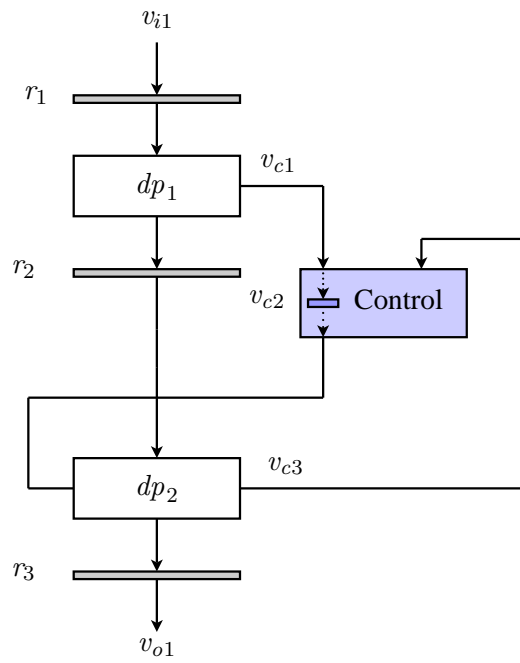 v_{i1}
r_1
dp_1
v_{c1}
r_2
v_{c2}
Control
dp_2
v_{c3}
r_3
v_{o1}